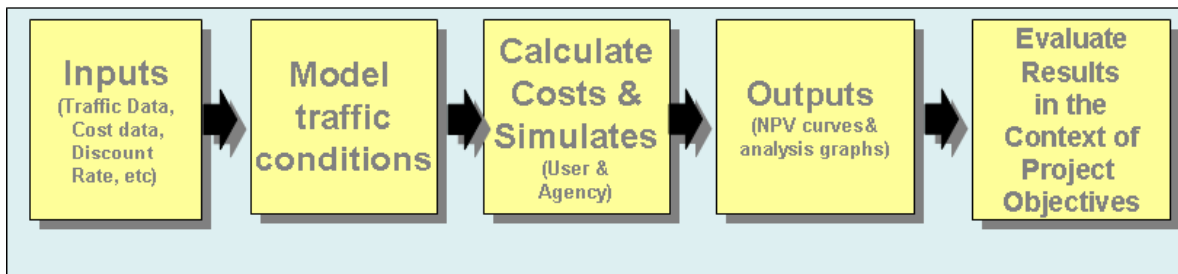 Inputs
(Traffic Data,
Cost data,
Discount
Rate, etc)
Model
traffic
conditions
Calculate
Costs &
Simulates
(User &
Agency)
Outputs
(NPV curves&
analysis graphs)
Evaluate
Results
in the
Context of
Project
Objectives